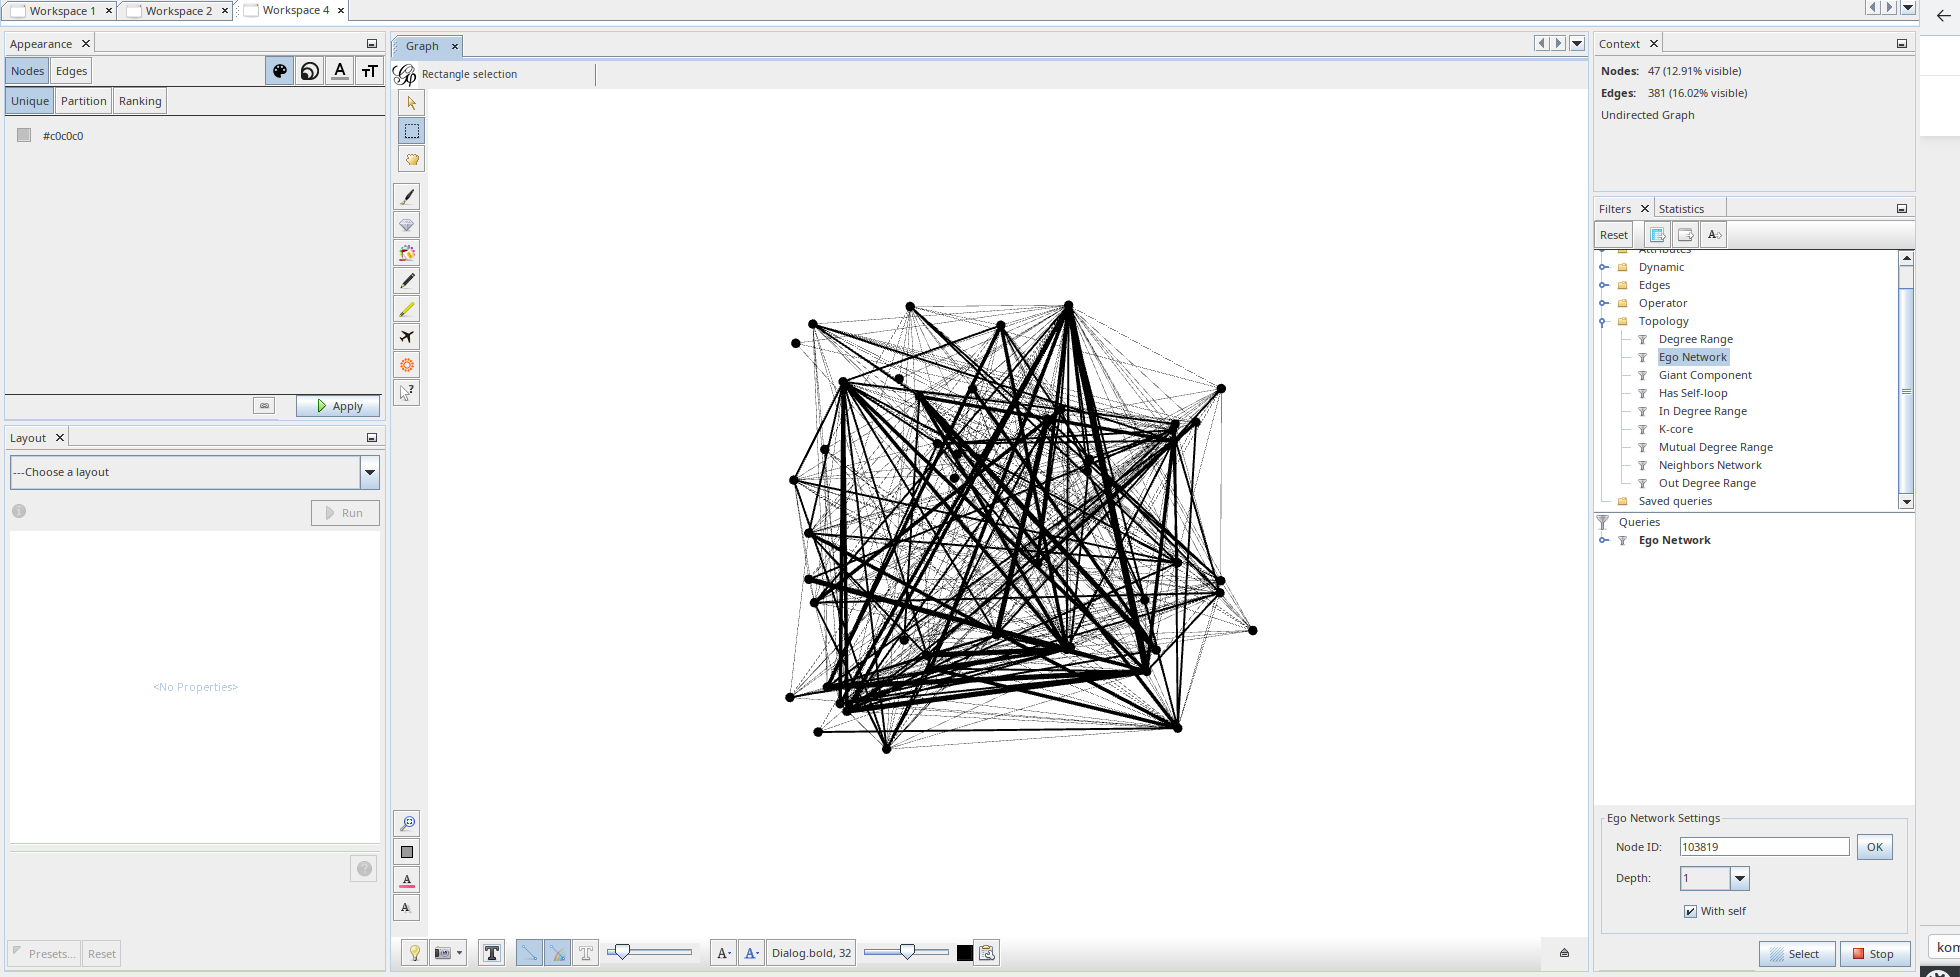 Workspace 1
Workspace 2
Workspace 4
Appearance
Nodes
Edges
Unique
Partition
Ranking
#c0c0c0
Apply
Layout
---Choose a layout
Run
<No Properties>
Presets...
Reset
Graph
Rectangle selection
Dialog.bold, 32
Context
Nodes: 47 (12.91% visible)
Edges: 381 (16.02% visible)
Undirected Graph
Filters
Statistics
Reset
Attributes
Dynamic
Edges
Operator
Topology
Degree Range
Ego Network
Giant Component
Has Self-loop
In Degree Range
K-core
Mutual Degree Range
Neighbors Network
Out Degree Range
Saved queries
Queries
Ego Network
Ego Network Settings
Node ID: 103819
OK
Depth: 1
With self
Select
Stop
kom